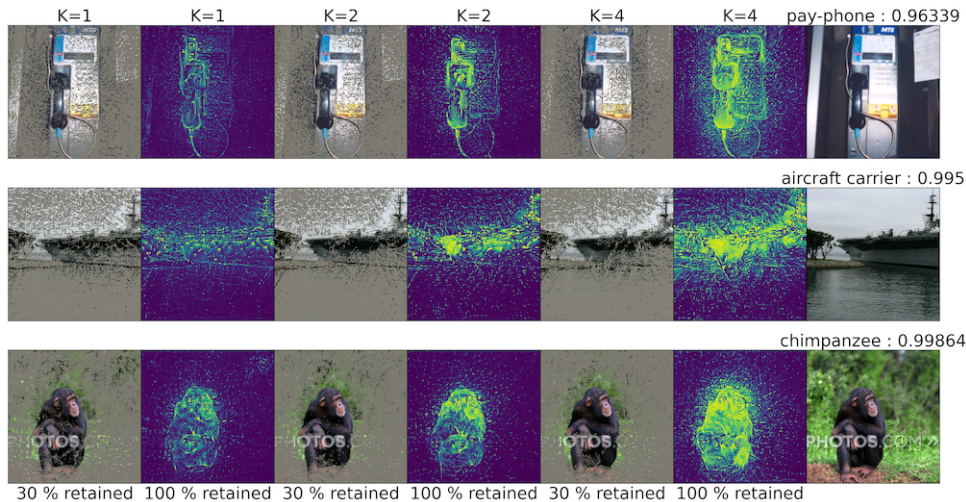 K=1 K=1 K=2 K=2 K=4 K=4 pay-phone : 0.96339
aircraft carrier : 0.995
chimpanzee : 0.99864
PHOTOS.COM
30 % retained 100 % retained 30 % retained 100 % retained 30 % retained 100 % retained